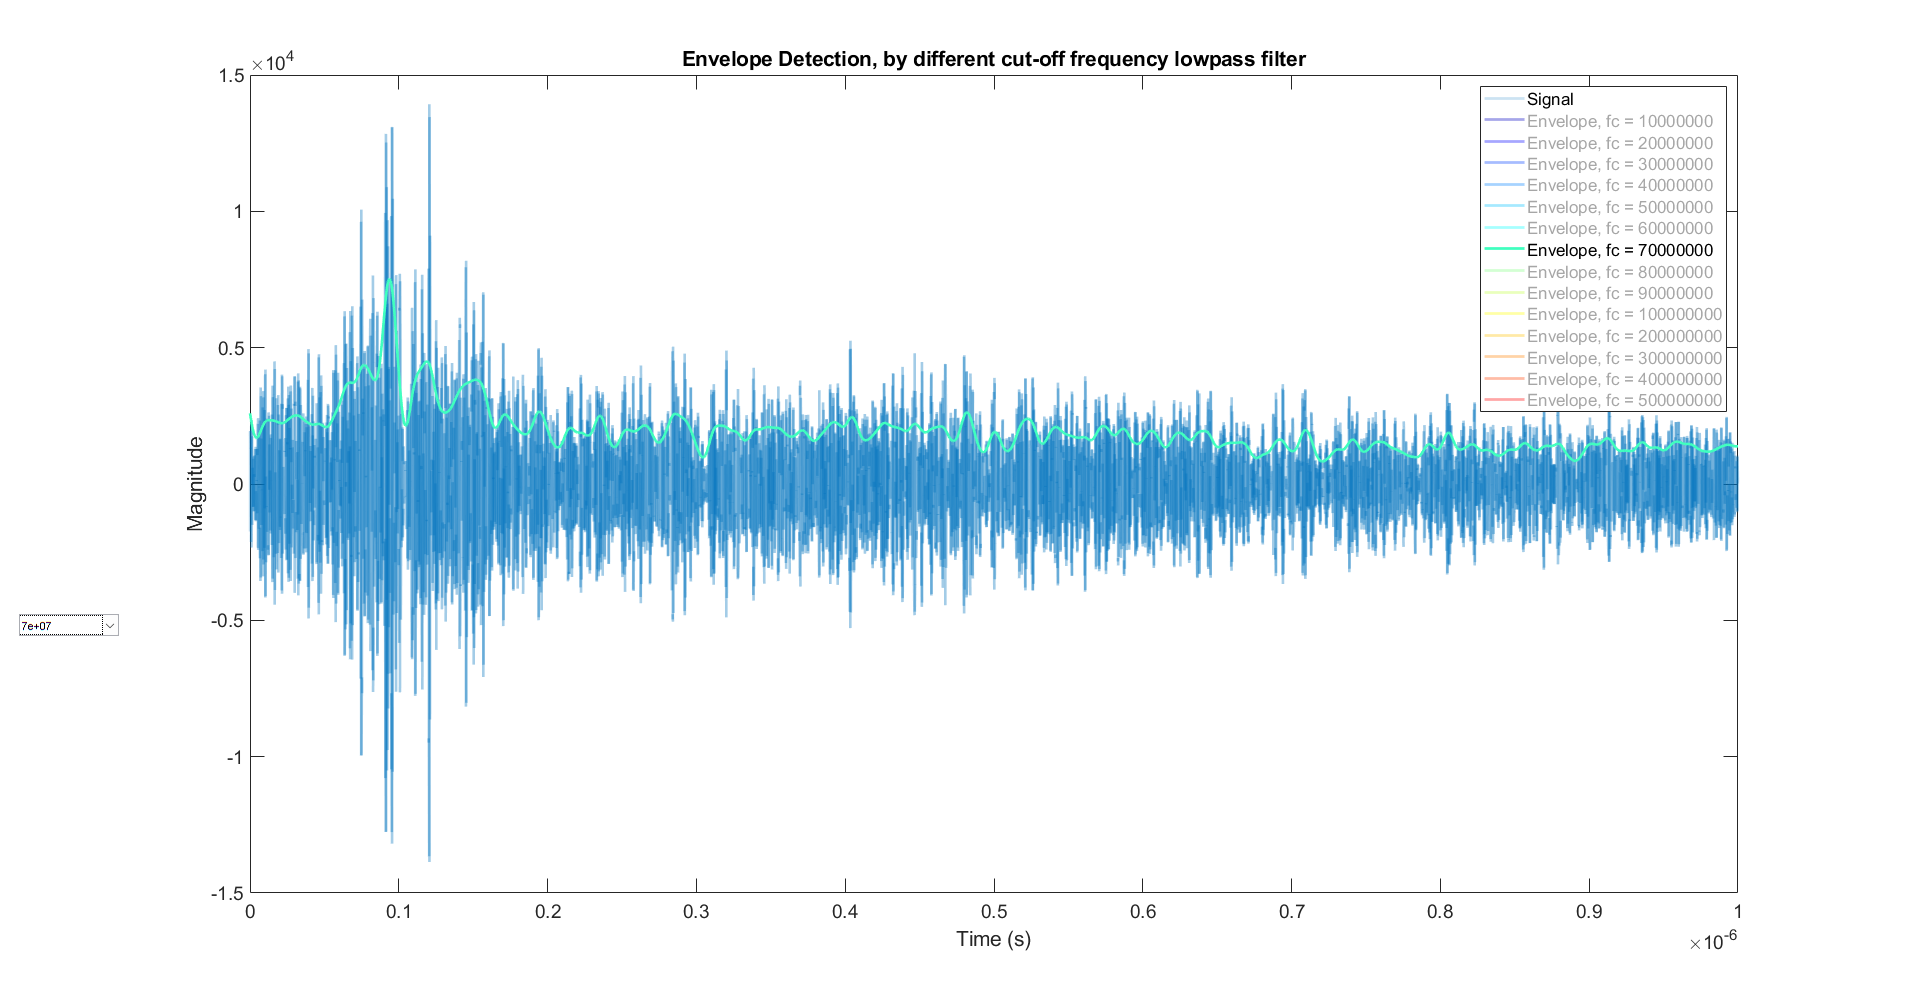 Envelope Detection, by different cut-off frequency lowpass filter
×10⁴
1.5
1
0.5
0
-0.5
-1
-1.5
Magnitude
Signal
Envelope, fc = 10000000
Envelope, fc = 20000000
Envelope, fc = 30000000
Envelope, fc = 40000000
Envelope, fc = 50000000
Envelope, fc = 60000000
Envelope, fc = 70000000
Envelope, fc = 80000000
Envelope, fc = 90000000
Envelope, fc = 100000000
Envelope, fc = 200000000
Envelope, fc = 300000000
Envelope, fc = 400000000
Envelope, fc = 500000000
7e+07
0 0.1 0.2 0.3 0.4 0.5 0.6 0.7 0.8 0.9 1
Time (s)
×10⁻⁶